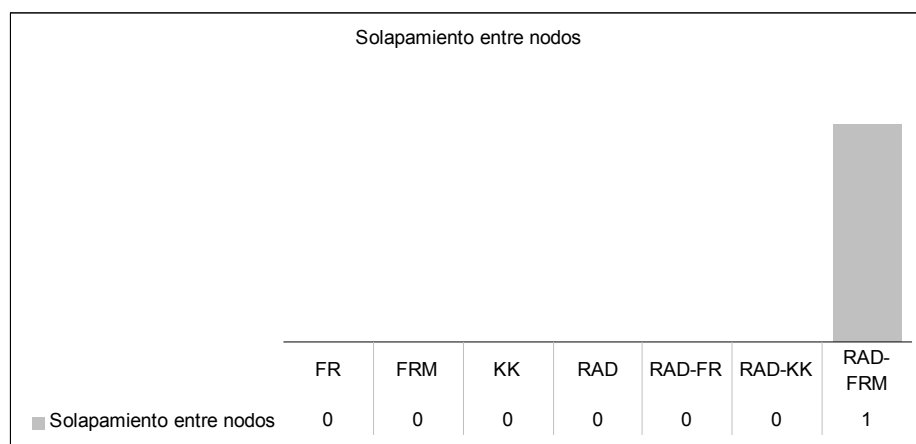 Solapamiento entre nodos
FR FRM KK RAD RAD-FR RAD-KK RAD-
FRM
Solapamiento entre nodos 0 0 0 0 0 0 1